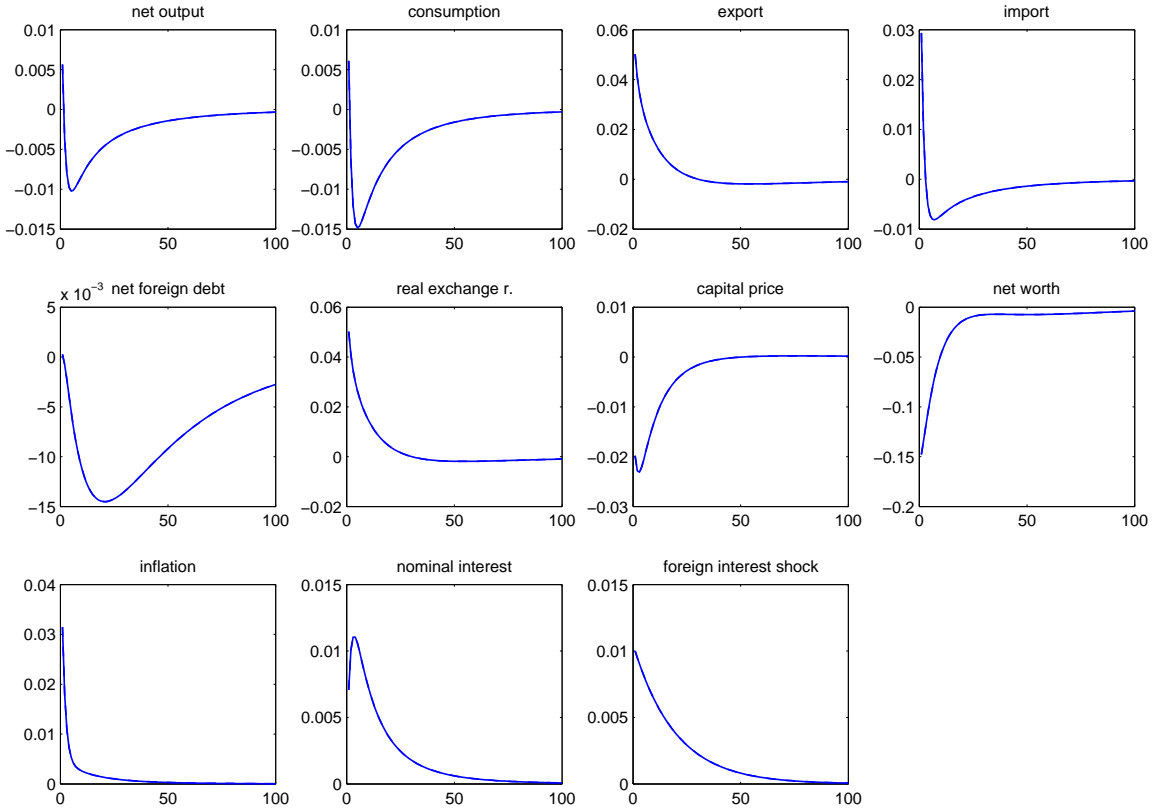 net output
consumption
export
import
0.01
0.005
0
−0.005
−0.01
−0.015
0 50 100
0.01
0.005
0
−0.005
−0.01
−0.015
0 50 100
0.06
0.04
0.02
0
−0.02
0 50 100
0.03
0.02
0.01
0
−0.01
0 50 100
x 10−3 net foreign debt
real exchange r.
capital price
net worth
5
0
−5
−10
−15
0 50 100
0.06
0.04
0.02
0
−0.02
0 50 100
0.01
0
−0.01
−0.02
−0.03
0 50 100
0
−0.05
−0.1
−0.15
−0.2
0 50 100
inflation
nominal interest
foreign interest shock
0.04
0.03
0.02
0.01
0
0 50 100
0.015
0.01
0.005
0
0 50 100
0.015
0.01
0.005
0
0 50 100